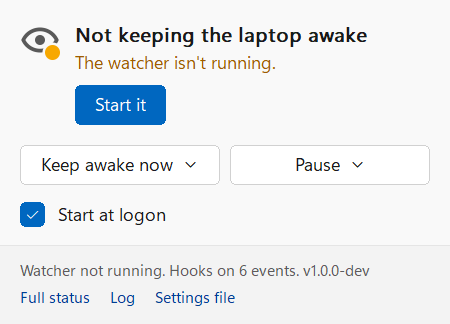 Not keeping the laptop awake
The watcher isn't running.
Start it
Keep awake now
Pause
Start at logon
Watcher not running. Hooks on 6 events. v1.0.0-dev
Full status
Log
Settings file